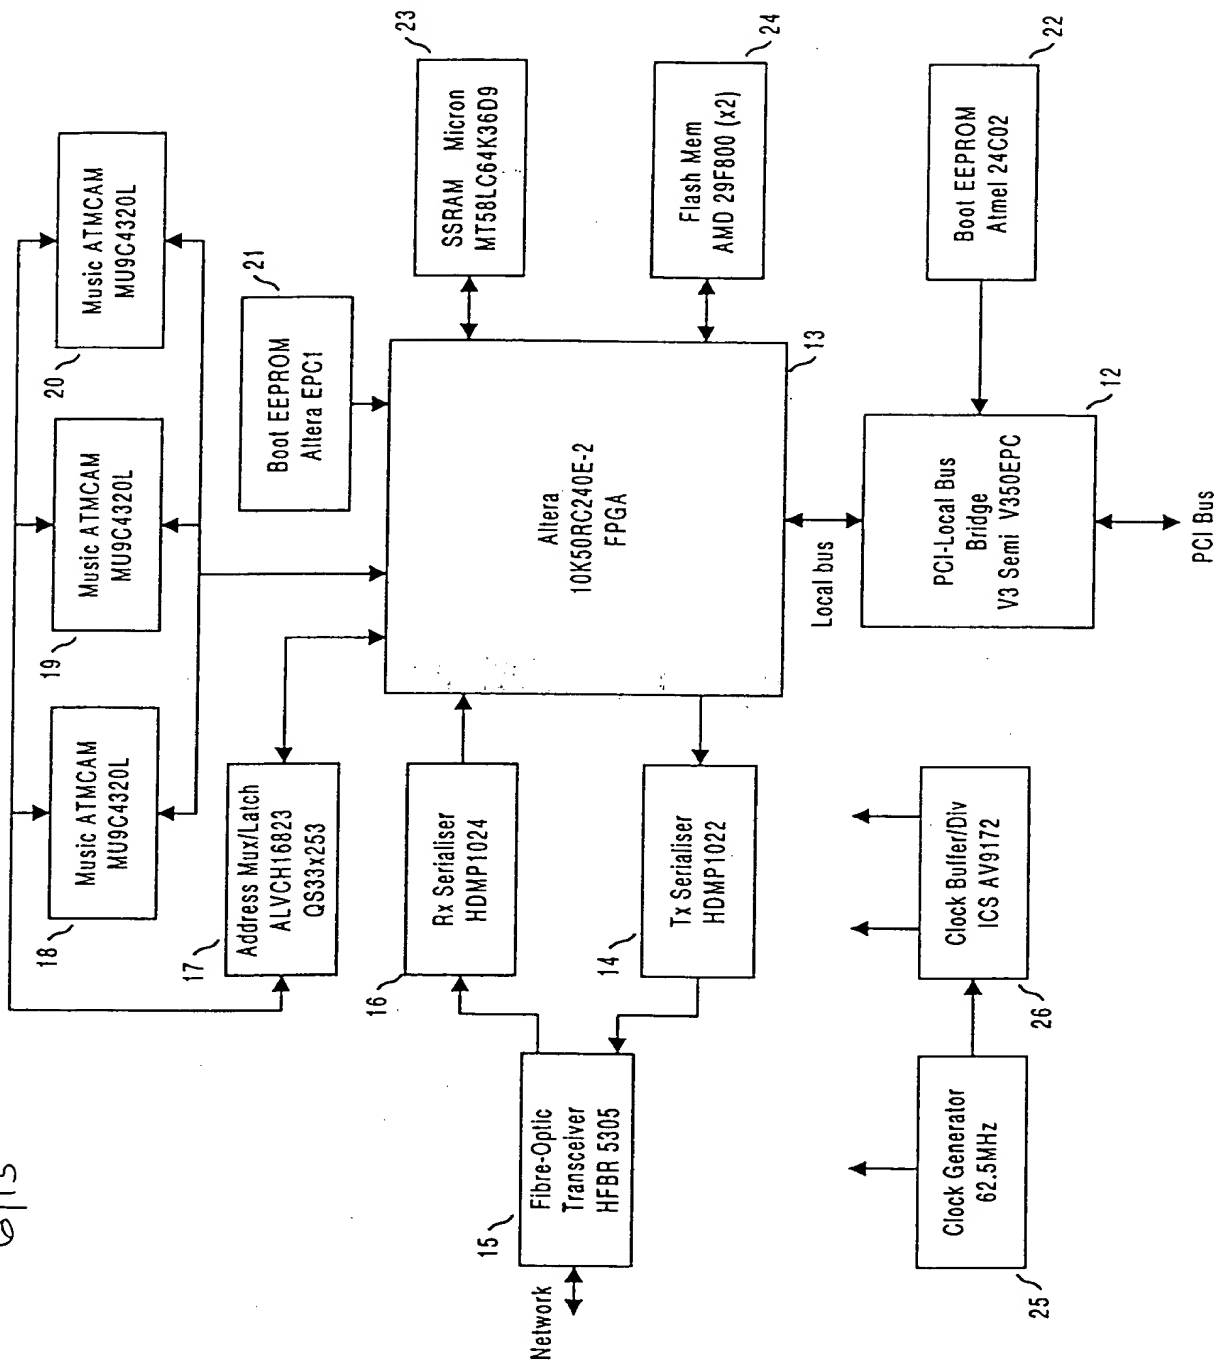 6/13
Music ATMCAM
MU9C4320L
18
Music ATMCAM
MU9C4320L
19
Music ATMCAM
MU9C4320L
20
Address Mux/Latch
ALVCH16823
QS33x253
17
Boot EEPROM
Altera EPC1
21
Rx Serialiser
HDMP1024
16
Fibre-Optic
Transceiver
HFBR 5305
15
Network
Tx Serialiser
HDMP1022
14
Altera
10K50RC240E-2
FPGA
13
SSRAM Micron
MT58LC64K36D9
23
Flash Mem
AMD 29F800 (x2)
24
Local bus
Clock Generator
62.5MHz
25
Clock Buffer/Div
ICS AV9172
26
PCI-Local Bus
Bridge
V3 Semi V350EPC
12
Boot EEPROM
Atmel 24C02
22
PCI Bus